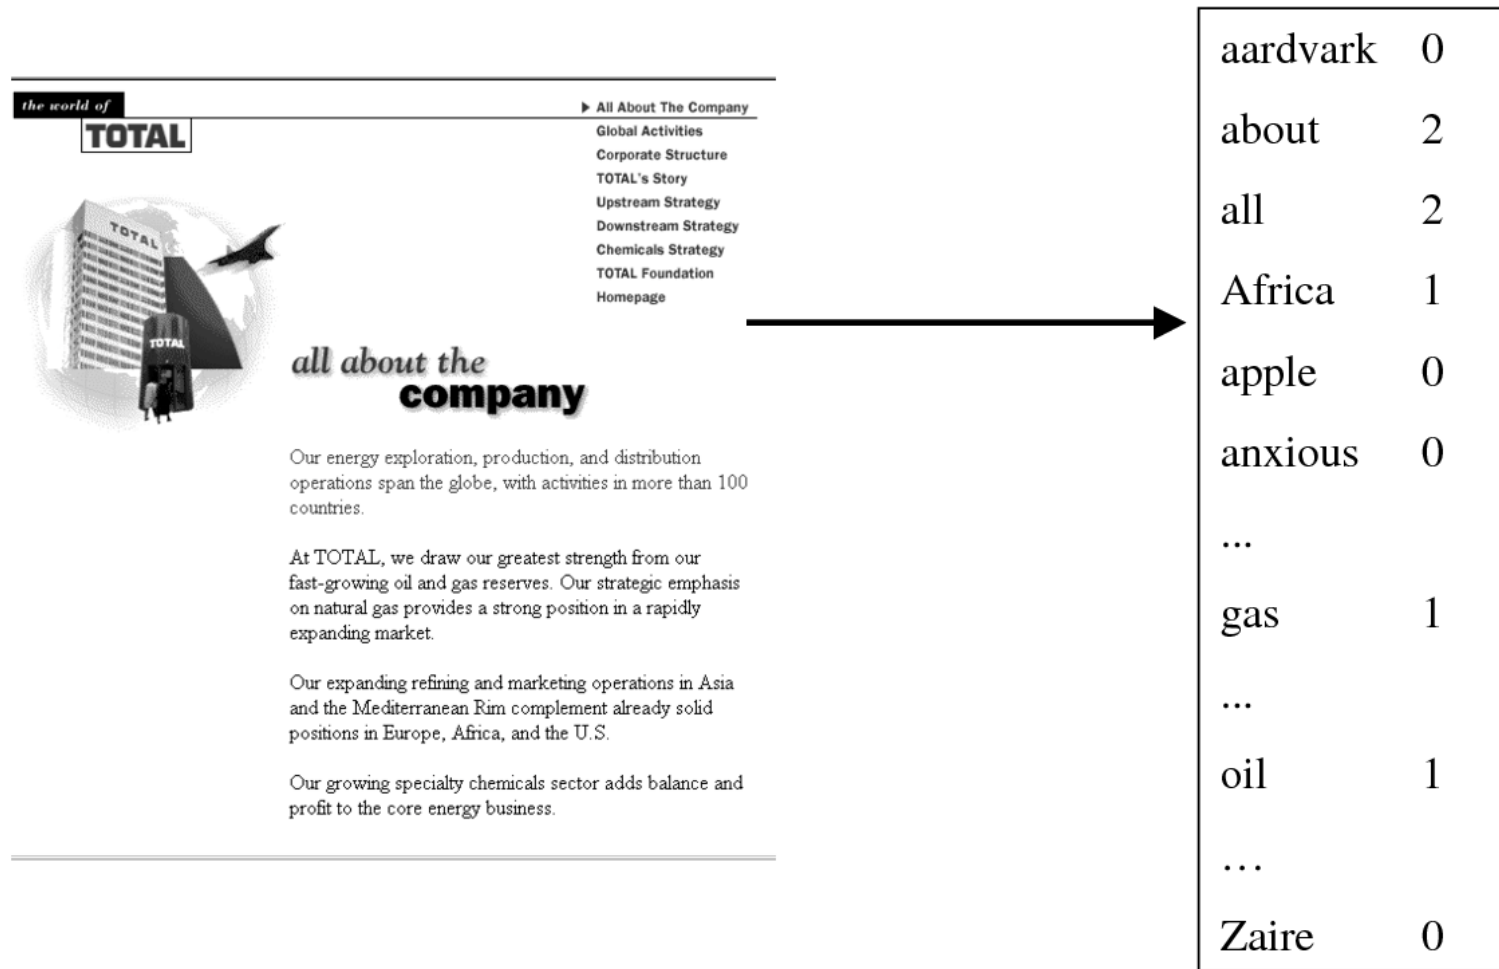 the world of
TOTAL
All About The Company
Global Activities
Corporate Structure
TOTAL's Story
Upstream Strategy
Downstream Strategy
Chemicals Strategy
TOTAL Foundation
Homepage
TOTAL
TOTAL
all about the
company
Our energy exploration, production, and distribution
operations span the globe, with activities in more than 100
countries.
At TOTAL, we draw our greatest strength from our
fast-growing oil and gas reserves. Our strategic emphasis
on natural gas provides a strong position in a rapidly
expanding market.
Our expanding refining and marketing operations in Asia
and the Mediterranean Rim complement already solid
positions in Europe, Africa, and the U.S.
Our growing specialty chemicals sector adds balance and
profit to the core energy business.
aardvark 0
about 2
all 2
Africa 1
apple 0
anxious 0
...
gas 1
...
oil 1
…
Zaire 0